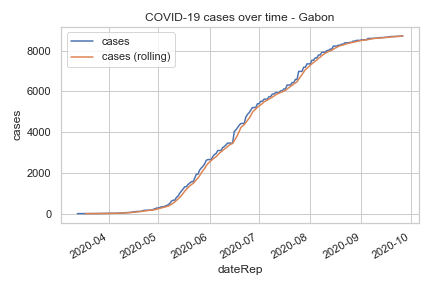 COVID-19 cases over time - Gabon
cases
cases (rolling)
8000
6000
4000
2000
0
cases
2020-04
2020-05
2020-06
2020-07
2020-08
2020-09
2020-10
dateRep